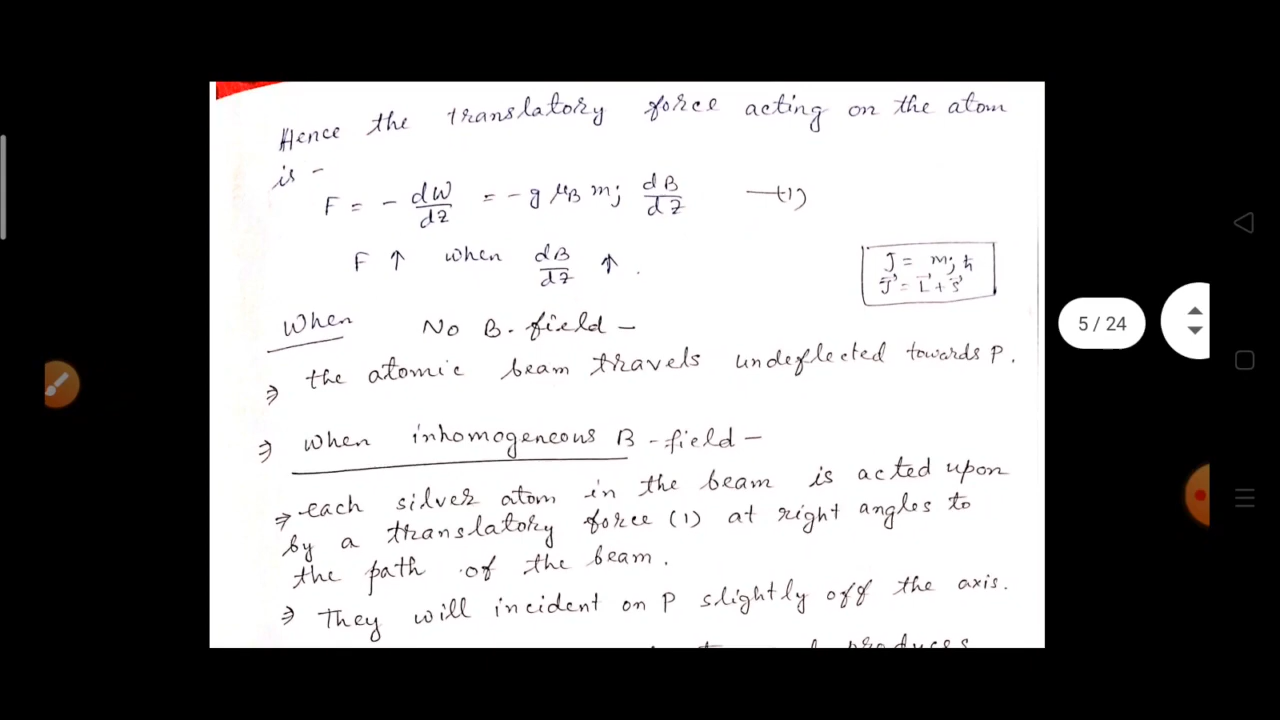 Hence the translatory force acting on the atom
is -
F = - dW/dz = - g μB mj dB/dz —(1)
F ↑ when dB/dz ↑ .
J = mj ħ
J⃗ = L⃗ + S⃗
When No B-field -
⇒ the atomic beam travels undeflected towards P.
⇒ when inhomogeneous B-field -
⇒ each silver atom in the beam is acted upon
by a translatory force (1) at right angles to
the path of the beam.
⇒ They will incident on P slightly off the axis.
produces
5 / 24